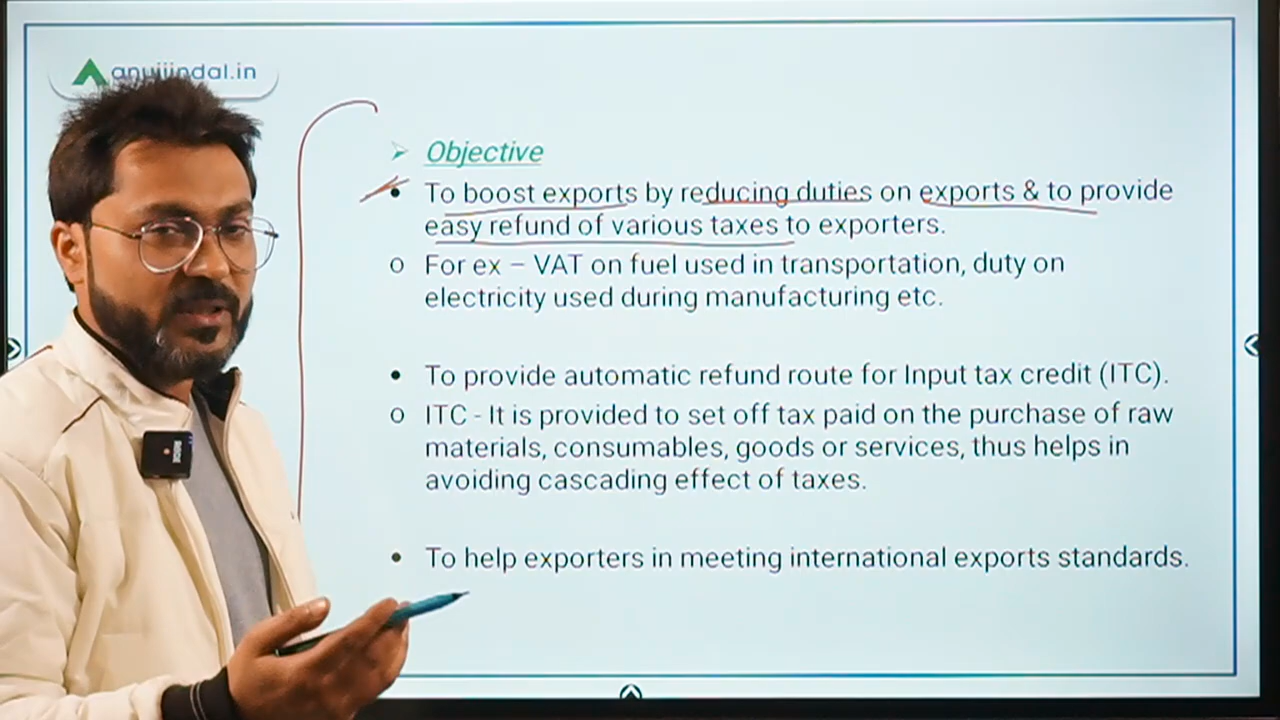 anujjindal.in
Objective
• To boost exports by reducing duties on exports & to provide
easy refund of various taxes to exporters.
o For ex – VAT on fuel used in transportation, duty on
electricity used during manufacturing etc.
• To provide automatic refund route for Input tax credit (ITC).
o ITC - It is provided to set off tax paid on the purchase of raw
materials, consumables, goods or services, thus helps in
avoiding cascading effect of taxes.
• To help exporters in meeting international exports standards.
RODE